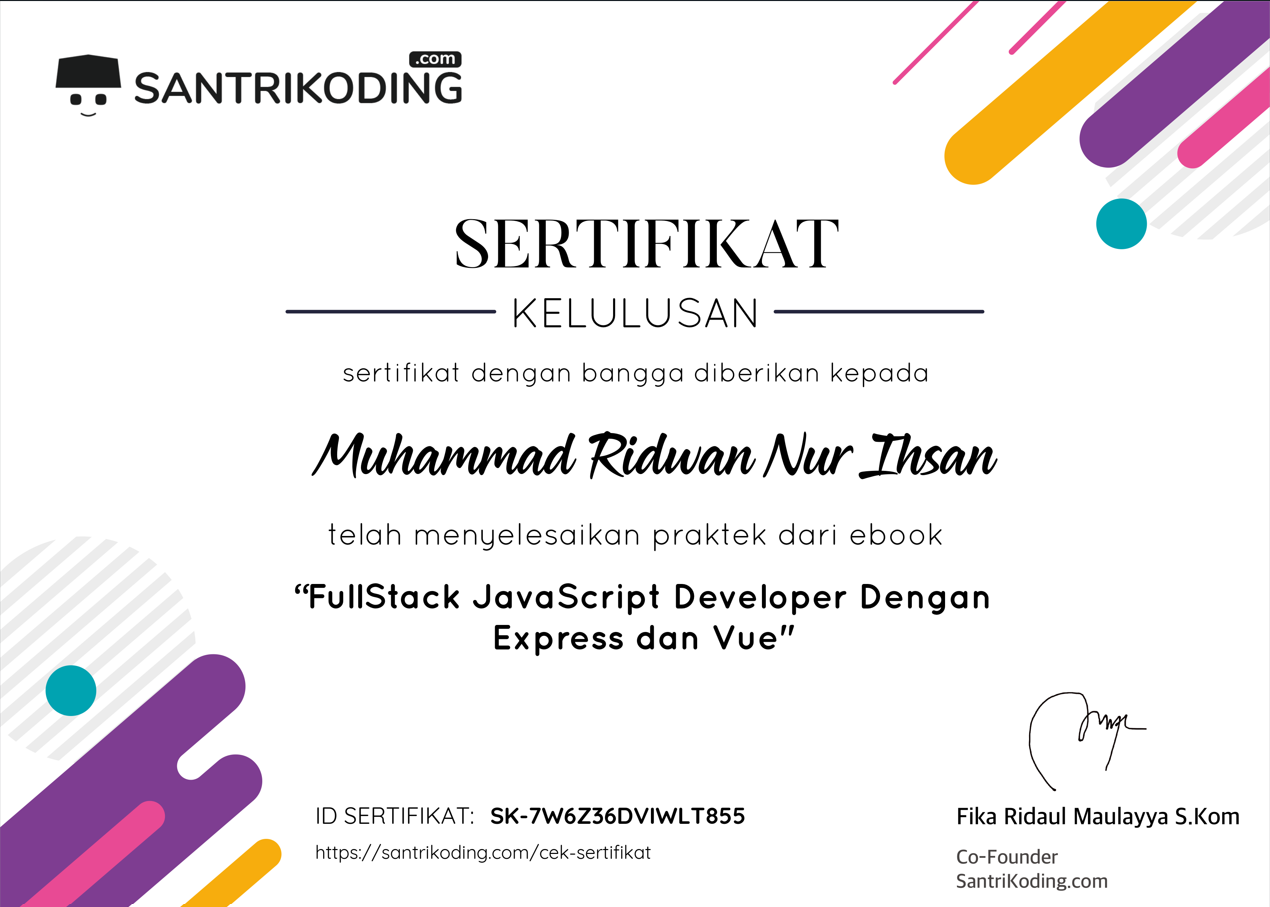 SANTRIKODING
.com
SERTIFIKAT
KELULUSAN
sertifikat dengan bangga diberikan kepada
Muhammad Ridwan Nur Ihsan
telah menyelesaikan praktek dari ebook
“FullStack JavaScript Developer Dengan
Express dan Vue"
ID SERTIFIKAT: SK-7W6Z36DVIWLT855
https://santrikoding.com/cek-sertifikat
Fika Ridaul Maulayya S.Kom
Co-Founder
SantriKoding.com